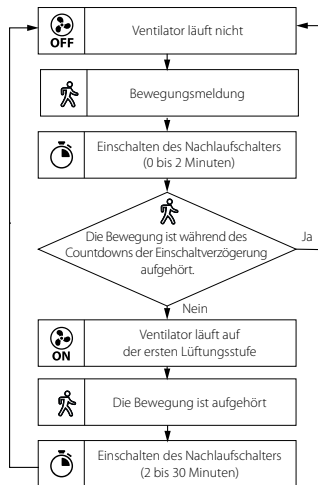 OFF
Ventilator läuft nicht
Bewegungsmeldung
Einschalten des Nachlaufschalters
(0 bis 2 Minuten)
Die Bewegung ist während des
Countdowns der Einschaltverzögerung
aufgehört.
Ja
Nein
ON
Ventilator läuft auf
der ersten Lüftungsstufe
Die Bewegung ist aufgehört
Einschalten des Nachlaufschalters
(2 bis 30 Minuten)